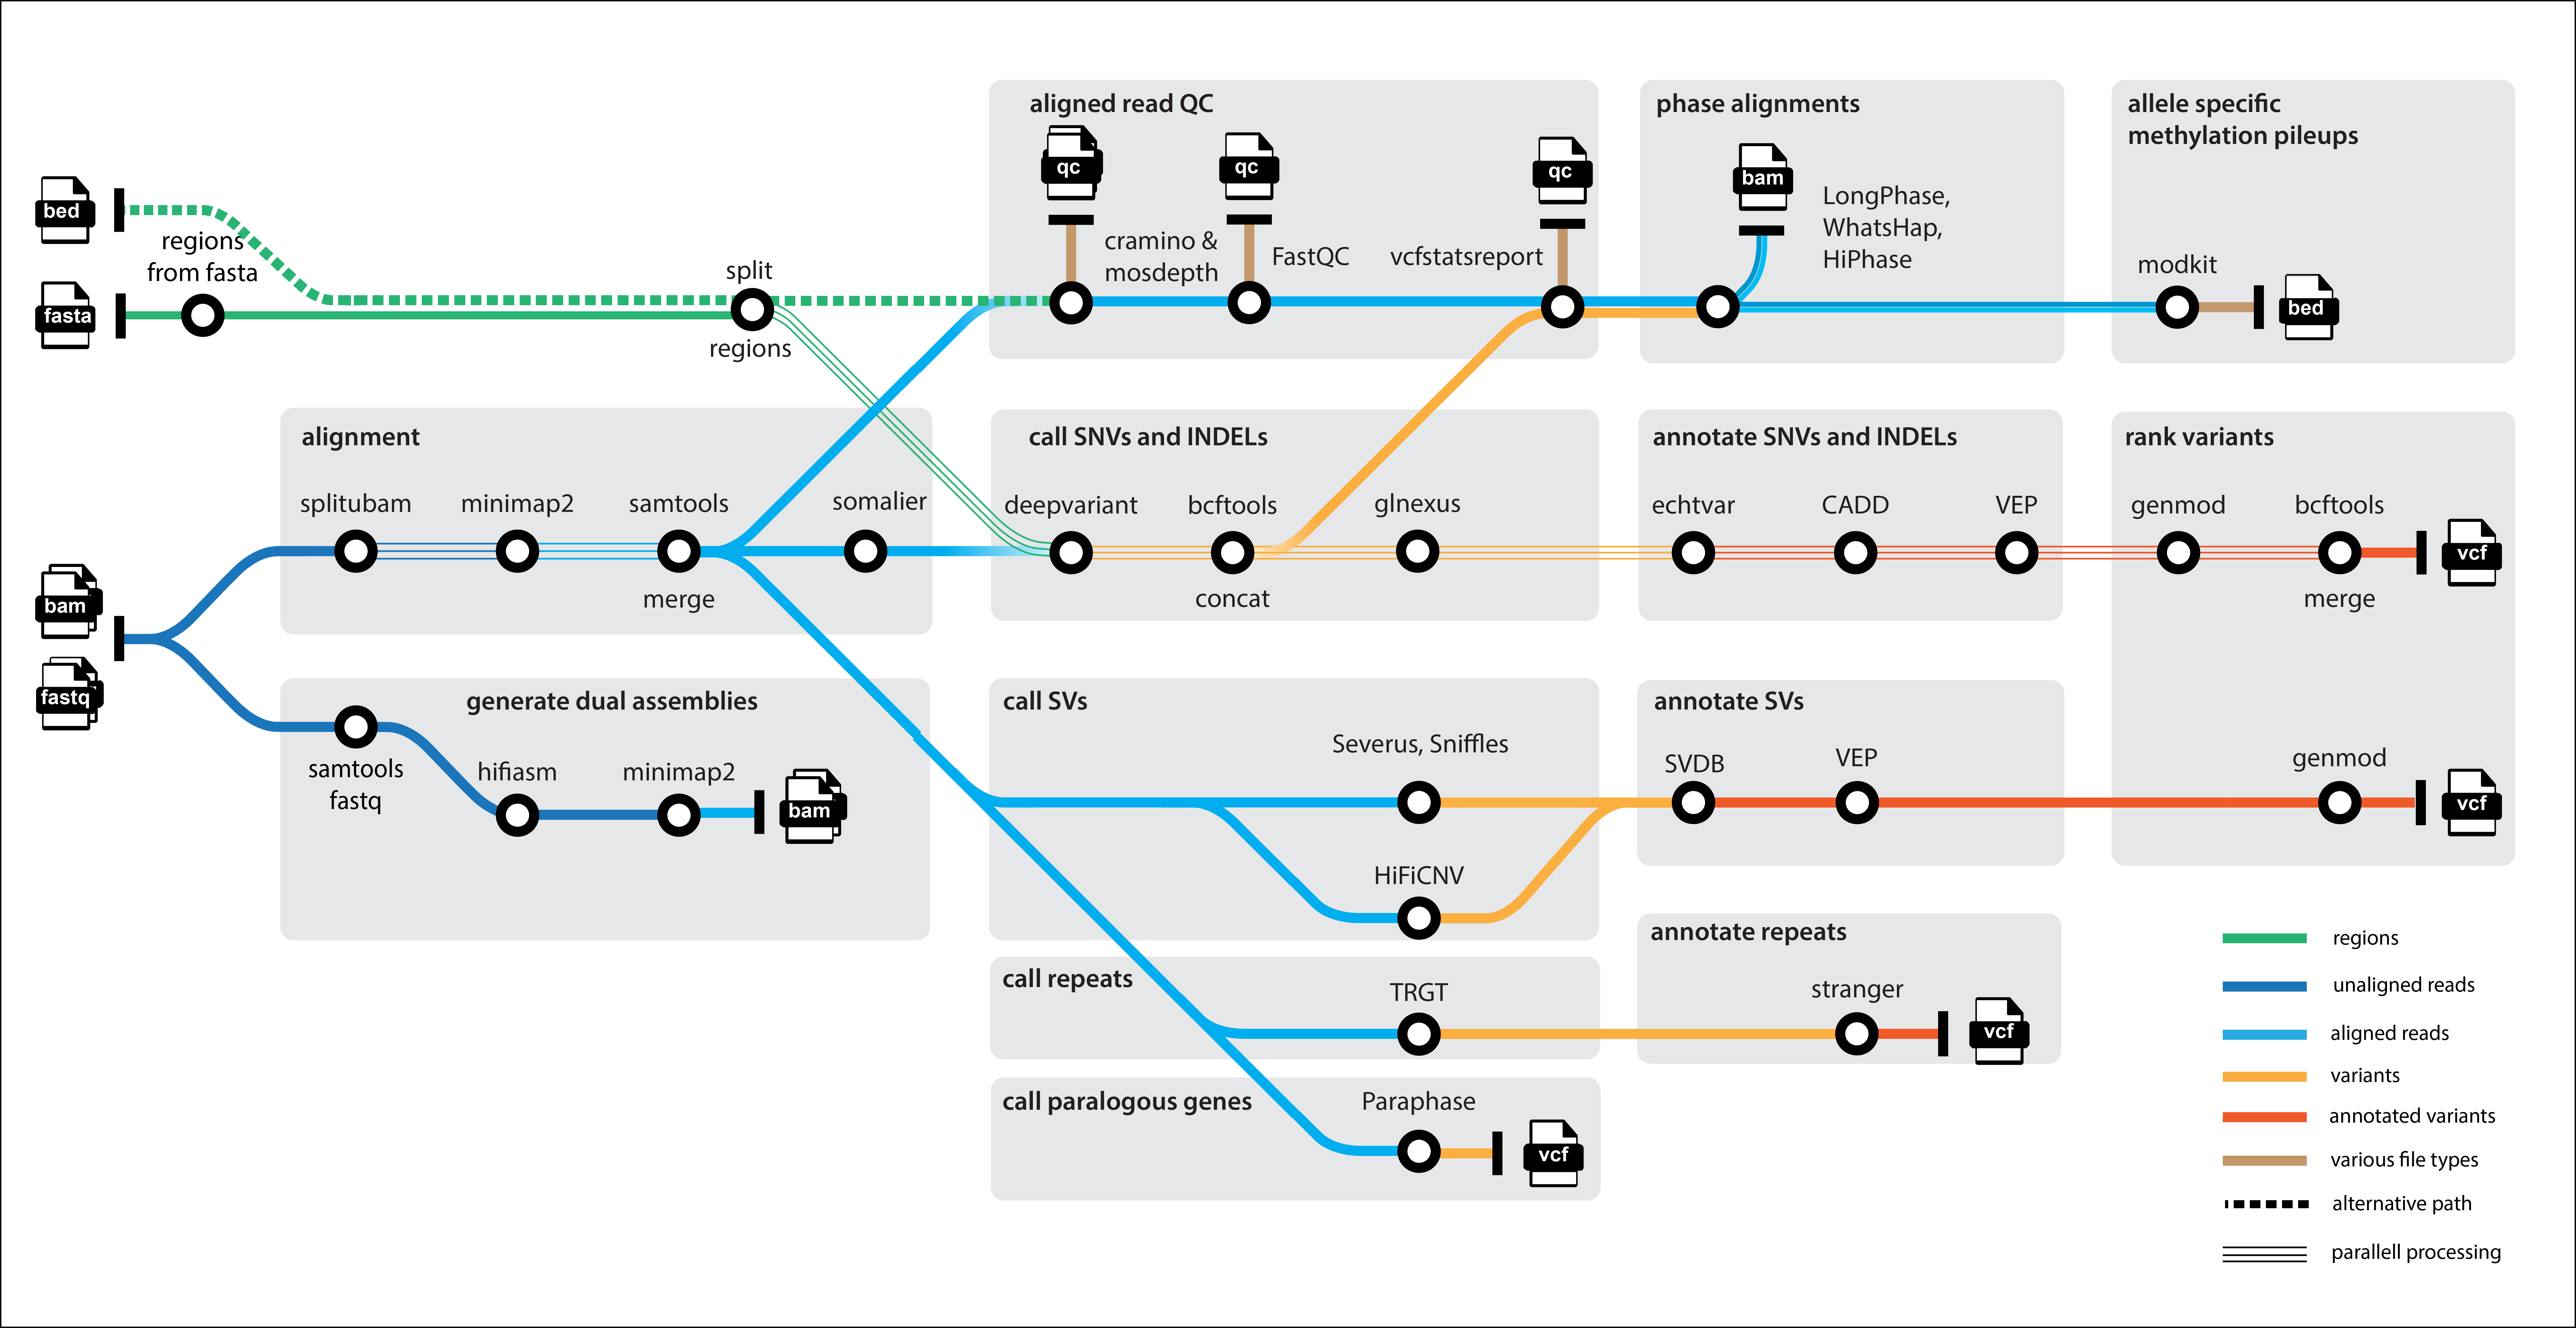 aligned read QC
qc
qc
qc
cramino &
mosdepth
FastQC
vcfstatsreport
phase alignments
bam
LongPhase,
WhatsHap,
HiPhase
allele specific
methylation pileups
modkit
bed
bed
regions
from fasta
fasta
split
regions
alignment
splitubam
minimap2
samtools
merge
somalier
call SNVs and INDELs
deepvariant
bcftools
concat
glnexus
annotate SNVs and INDELs
echtvar
CADD
VEP
rank variants
genmod
bcftools
merge
vcf
bam
fastq
generate dual assemblies
samtools
fastq
hifiasm
minimap2
bam
call SVs
Severus, Sniffles
HiFiCNV
annotate SVs
SVDB
VEP
genmod
vcf
call repeats
TRGT
annotate repeats
stranger
vcf
call paralogous genes
Paraphase
vcf
regions
unaligned reads
aligned reads
variants
annotated variants
various file types
alternative path
parallell processing